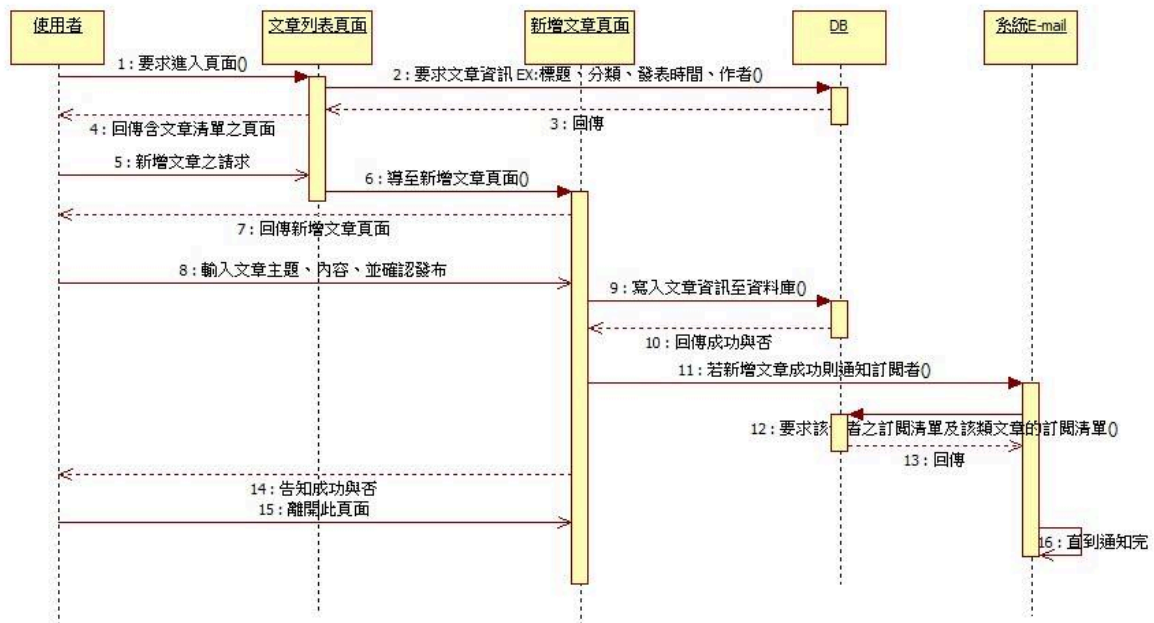 使用者
文章列表頁面
新增文章頁面
DB
系統E-mail
1 : 要求進入頁面()
2 : 要求文章資訊 EX:標題、分類、發表時間、作者()
3 : 回傳
4 : 回傳含文章清單之頁面
5 : 新增文章之請求
6 : 導至新增文章頁面()
7 : 回傳新增文章頁面
8 : 輸入文章主題、內容、並確認發布
9 : 寫入文章資訊至資料庫()
10 : 回傳成功與否
11 : 若新增文章成功則通知訂閱者()
12 : 要求該 者之訂閱清單及該類文章的訂閱清單()
13 : 回傳
14 : 告知成功與否
15 : 離開此頁面
16 : 直到通知完